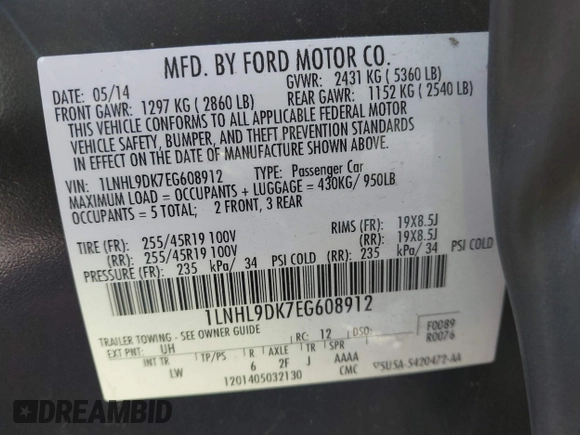 MFD. BY FORD MOTOR CO.
DATE: 05/14 GVWR: 2431 KG ( 5360 LB)
FRONT GAWR: 1297 KG ( 2860 LB) REAR GAWR: 1152 KG ( 2540 LB)
THIS VEHICLE CONFORMS TO ALL APPLICABLE FEDERAL MOTOR
VEHICLE SAFETY, BUMPER, AND THEFT PREVENTION STANDARDS
IN EFFECT ON THE DATE OF MANUFACTURE SHOWN ABOVE.
VIN: 1LNHL9DK7EG608912 TYPE: Passenger Car
MAXIMUM LOAD = OCCUPANTS + LUGGAGE = 430KG/ 950LB
OCCUPANTS = 5 TOTAL; 2 FRONT, 3 REAR
TIRE (FR): 255/45R19 100V RIMS (FR): 19X8.5J
(RR): 255/45R19 100V (RR): 19X8.5J
PRESSURE (FR): 235 kPa/ 34 PSI COLD (RR): 235 kPa/ 34 PSI COLD
1LNHL9DK7EG608912
TRAILER TOWING - SEE OWNER GUIDE RC: 12 DSO: F0089
EXT PNT: UH R0076
INT TR TP/PS R AXLE TR SPR
LW 6 2F J AAAA
1201405032130 CMC 5U5A-5420472-AA
DREAMBID